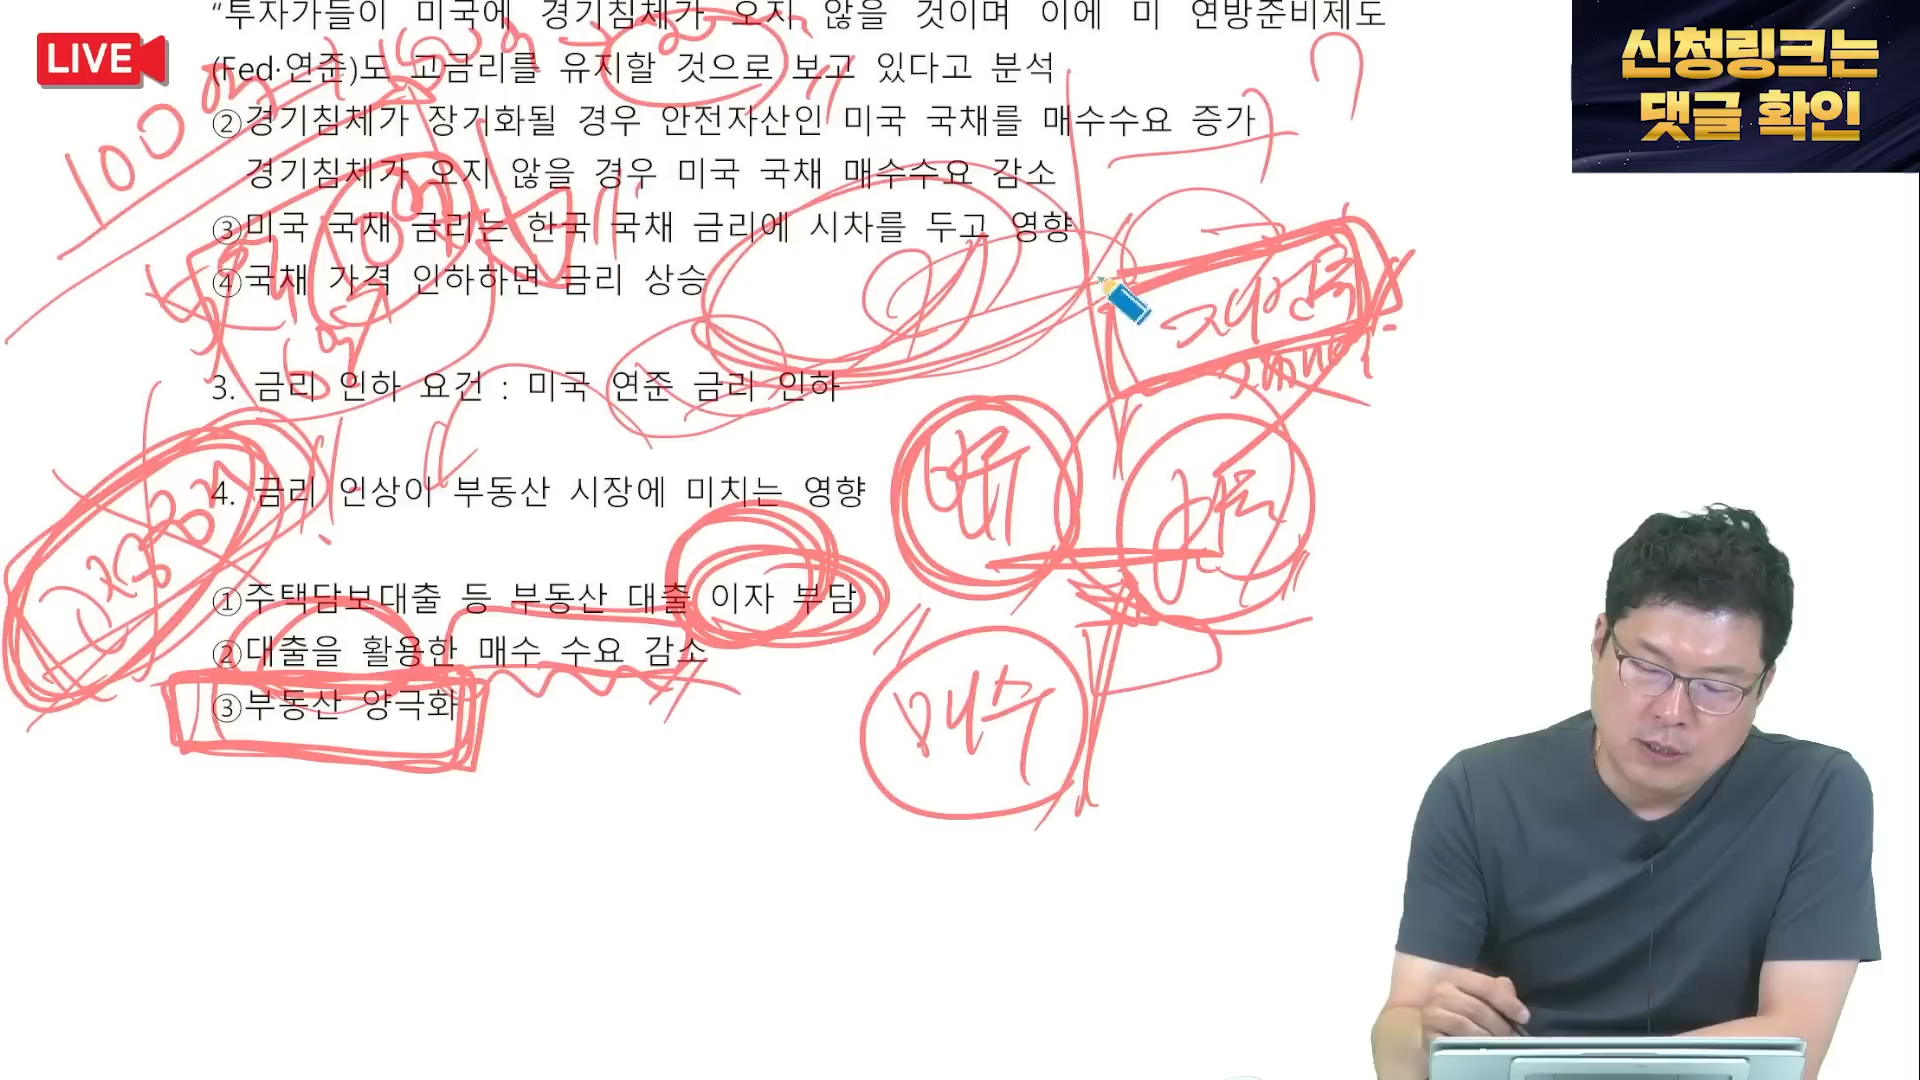 “투자가들이 미국에 경기침체가 오지 않을 것이며 이에 미 연방준비제도
(Fed·연준)도 고금리를 유지할 것으로 보고 있다고 분석
②경기침체가 장기화될 경우 안전자산인 미국 국채를 매수수요 증가
경기침체가 오지 않을 경우 미국 국채 매수수요 감소
③미국 국채 금리는 한국 국채 금리에 시차를 두고 영향
④국채 가격 인하하면 금리 상승
3. 금리 인하 요건 : 미국 연준 금리 인하
4. 금리 인상이 부동산 시장에 미치는 영향
①주택담보대출 등 부동산 대출 이자 부담
②대출을 활용한 매수 수요 감소
③부동산 양극화
LIVE
신청링크는
댓글 확인
100억
매수